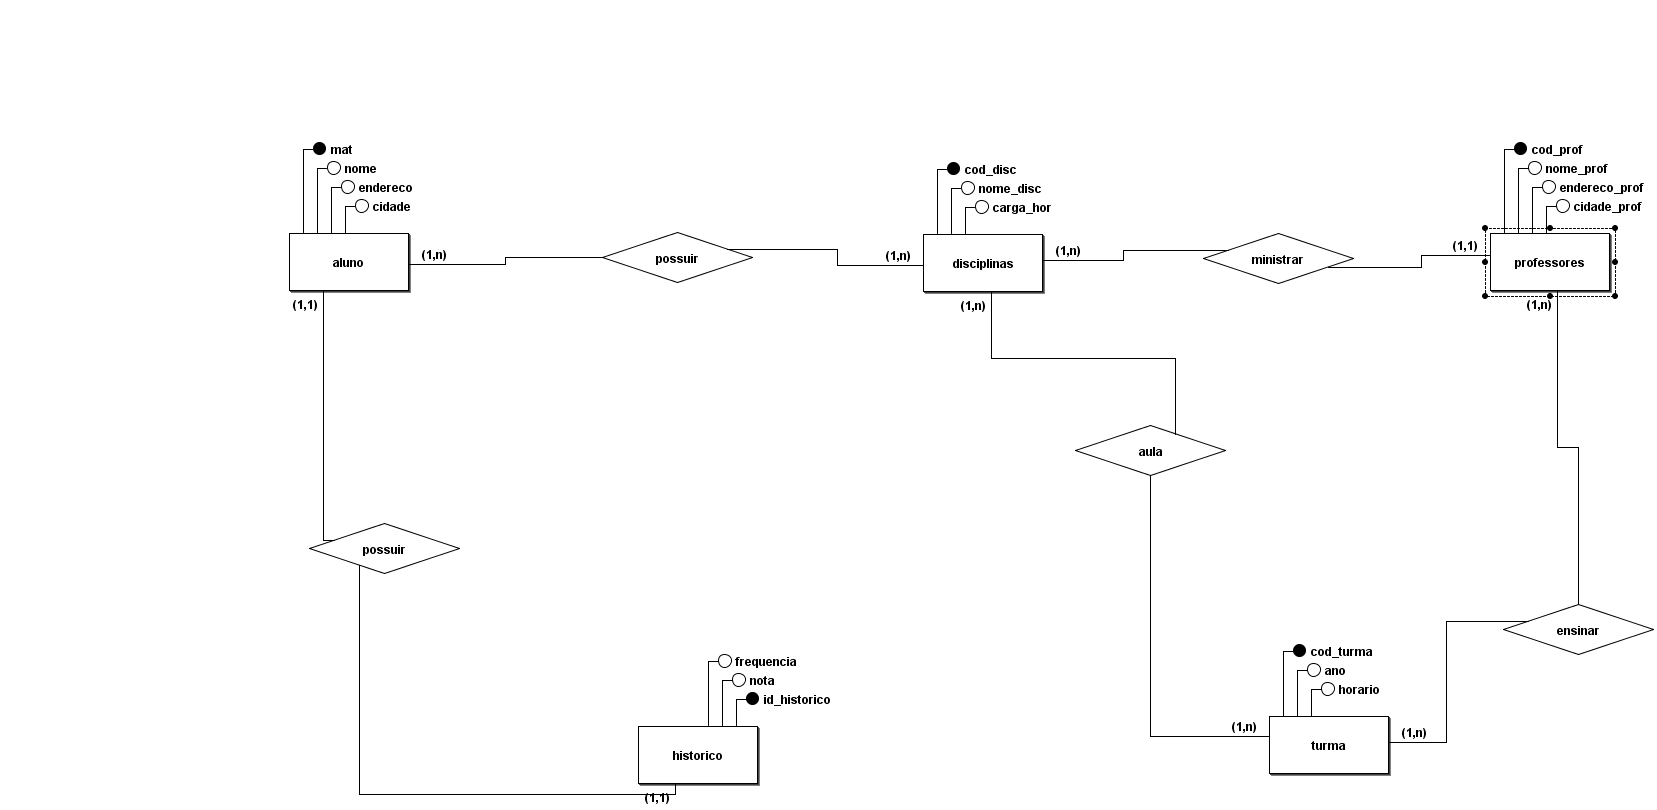 mat
nome
endereco
cidade
aluno
(1,n)
(1,1)
possuir
cod_disc
nome_disc
carga_hor
(1,n)
disciplinas
(1,n)
(1,n)
ministrar
cod_prof
nome_prof
endereco_prof
cidade_prof
(1,1)
professores
(1,n)
aula
possuir
ensinar
frequencia
nota
id_historico
historico
(1,1)
cod_turma
ano
horario
(1,n)
turma
(1,n)